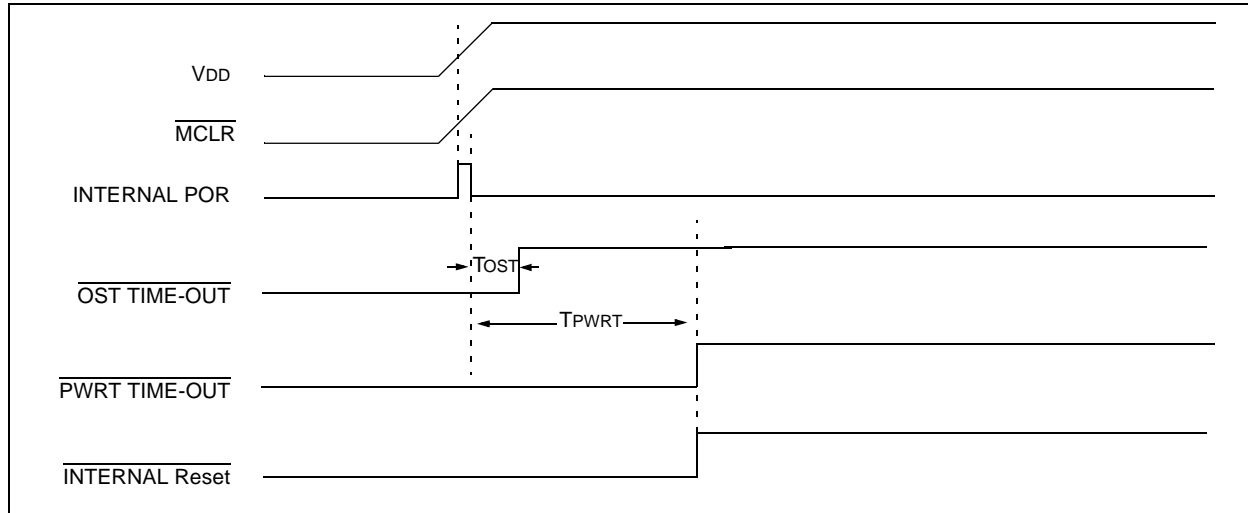 VDD
MCLR
INTERNAL POR
TOST
OST TIME-OUT
TPWRT
PWRT TIME-OUT
INTERNAL Reset